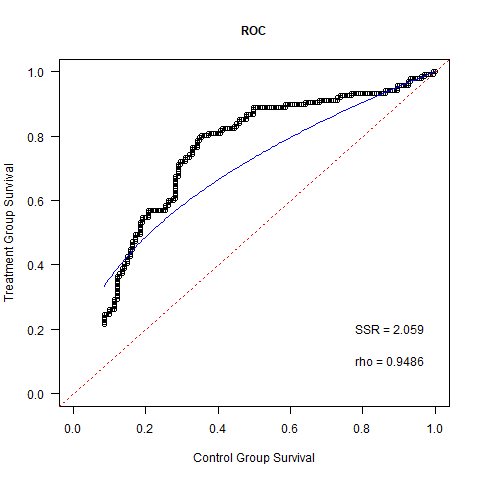 ROC
Treatment Group Survival
1.0
0.8
0.6
0.4
0.2
0.0
SSR = 2.059
rho = 0.9486
0.0 0.2 0.4 0.6 0.8 1.0
Control Group Survival